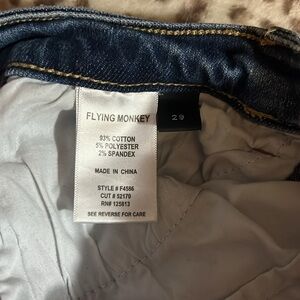 FLYING MONKEY
29
93% COTTON
5% POLYESTER
2% SPANDEX
MADE IN CHINA
STYLE # F4586
CUT # 52170
RN# 125813
SEE REVERSE FOR CARE